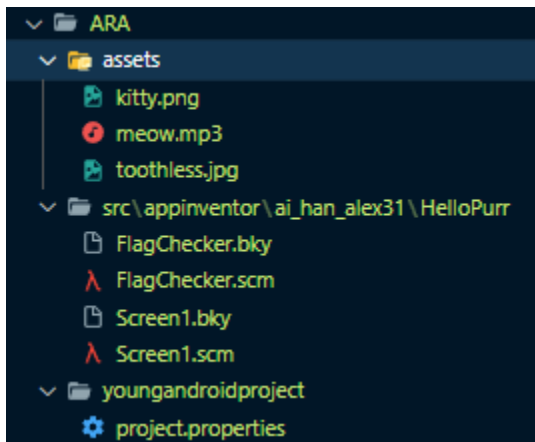 ARA
assets
kitty.png
meow.mp3
toothless.jpg
src\appinventor\ai_han_alex31\HelloPurr
FlagChecker.bky
FlagChecker.scm
Screen1.bky
Screen1.scm
youngandroidproject
project.properties